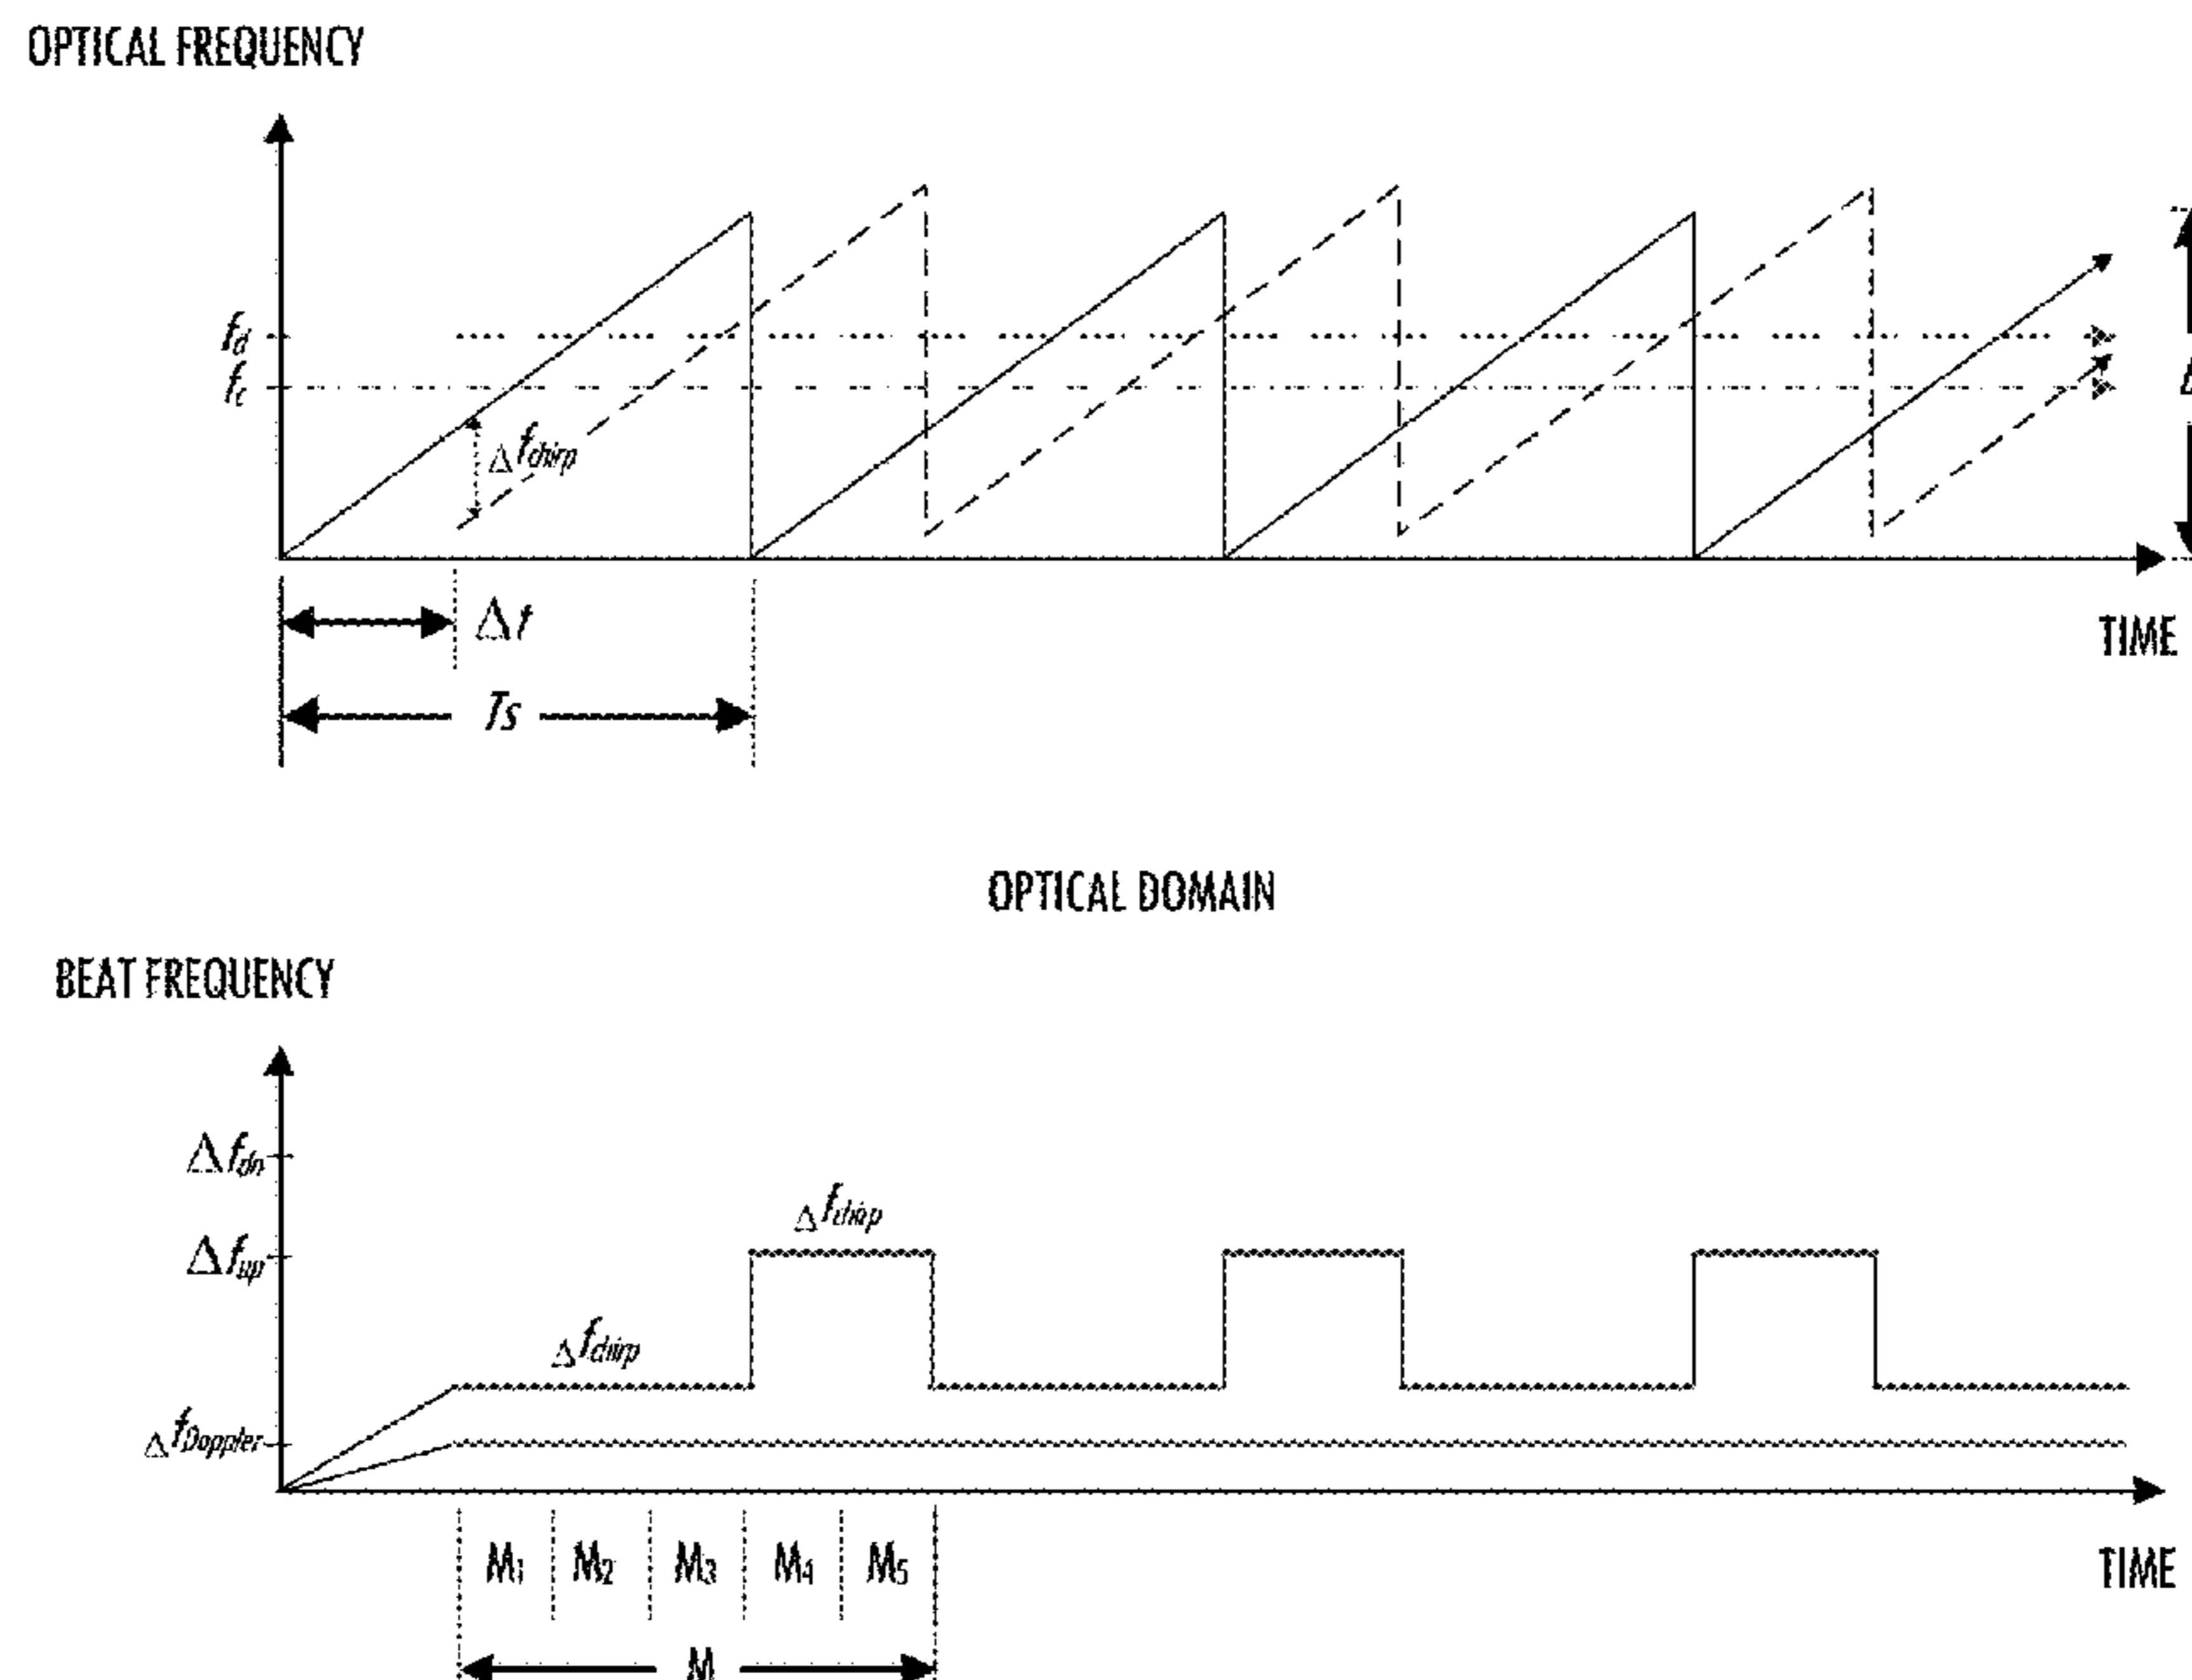 OPTICAL FREQUENCY
fd
fc
Δfchirp
Δt
TIME
Ts
OPTICAL DOMAIN
BEAT FREQUENCY
Δfdn
Δfchirp
Δfup
Δfchirp
ΔfDoppler
M1 M2 M3 M4 M5
TIME
M